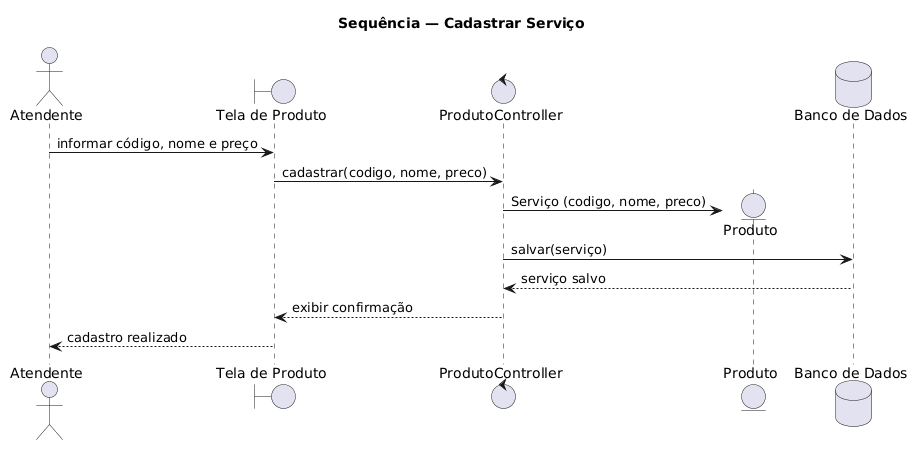 Sequência — Cadastrar Serviço
Atendente
Tela de Produto
ProdutoController
Banco de Dados
informar código, nome e preço
cadastrar(codigo, nome, preco)
Serviço (codigo, nome, preco)
Produto
salvar(serviço)
serviço salvo
exibir confirmação
cadastro realizado
Atendente
Tela de Produto
ProdutoController
Produto
Banco de Dados